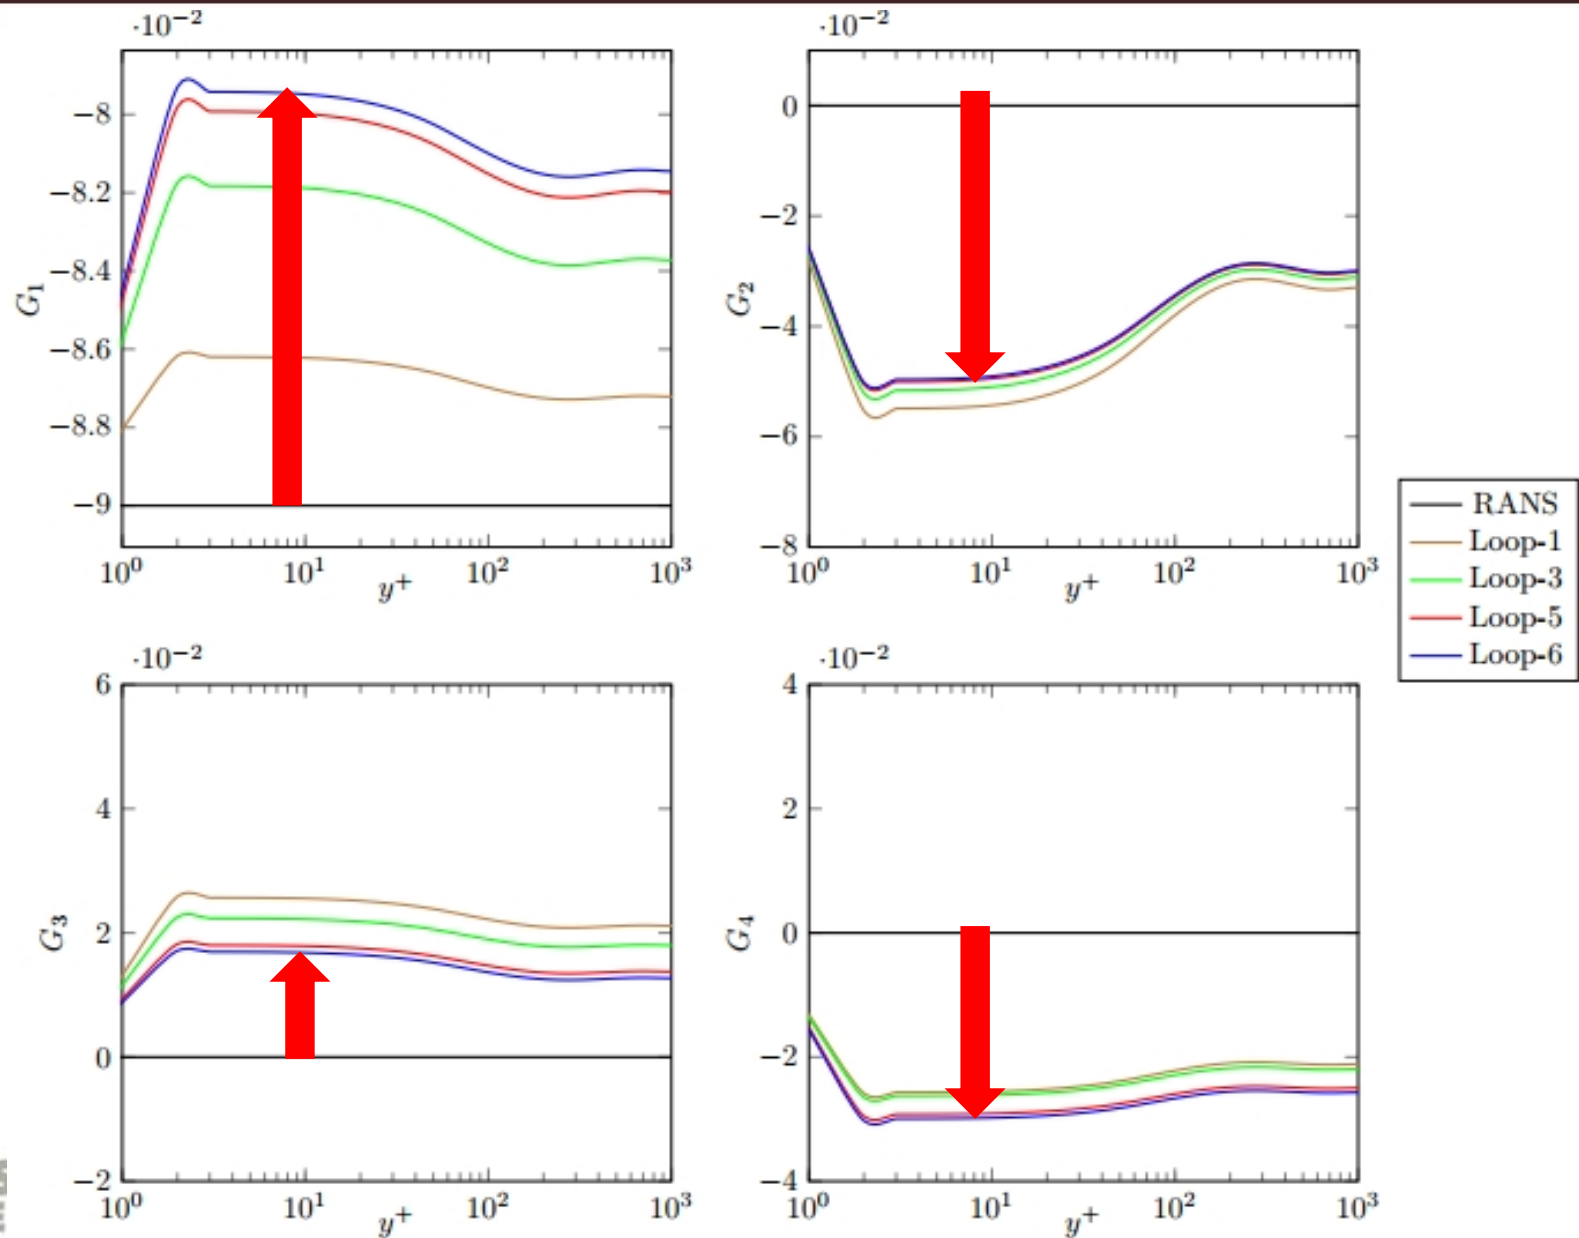 ·10⁻²
−8
−8.2
−8.4
−8.6
−8.8
−9
G₁
10⁰ 10¹ 10² 10³
y⁺
·10⁻²
0
−2
−4
−6
−8
G₂
10⁰ 10¹ 10² 10³
y⁺
RANS
Loop-1
Loop-3
Loop-5
Loop-6
·10⁻²
6
4
2
0
−2
G₃
10⁰ 10¹ 10² 10³
y⁺
·10⁻²
4
2
0
−2
−4
G₄
10⁰ 10¹ 10² 10³
y⁺